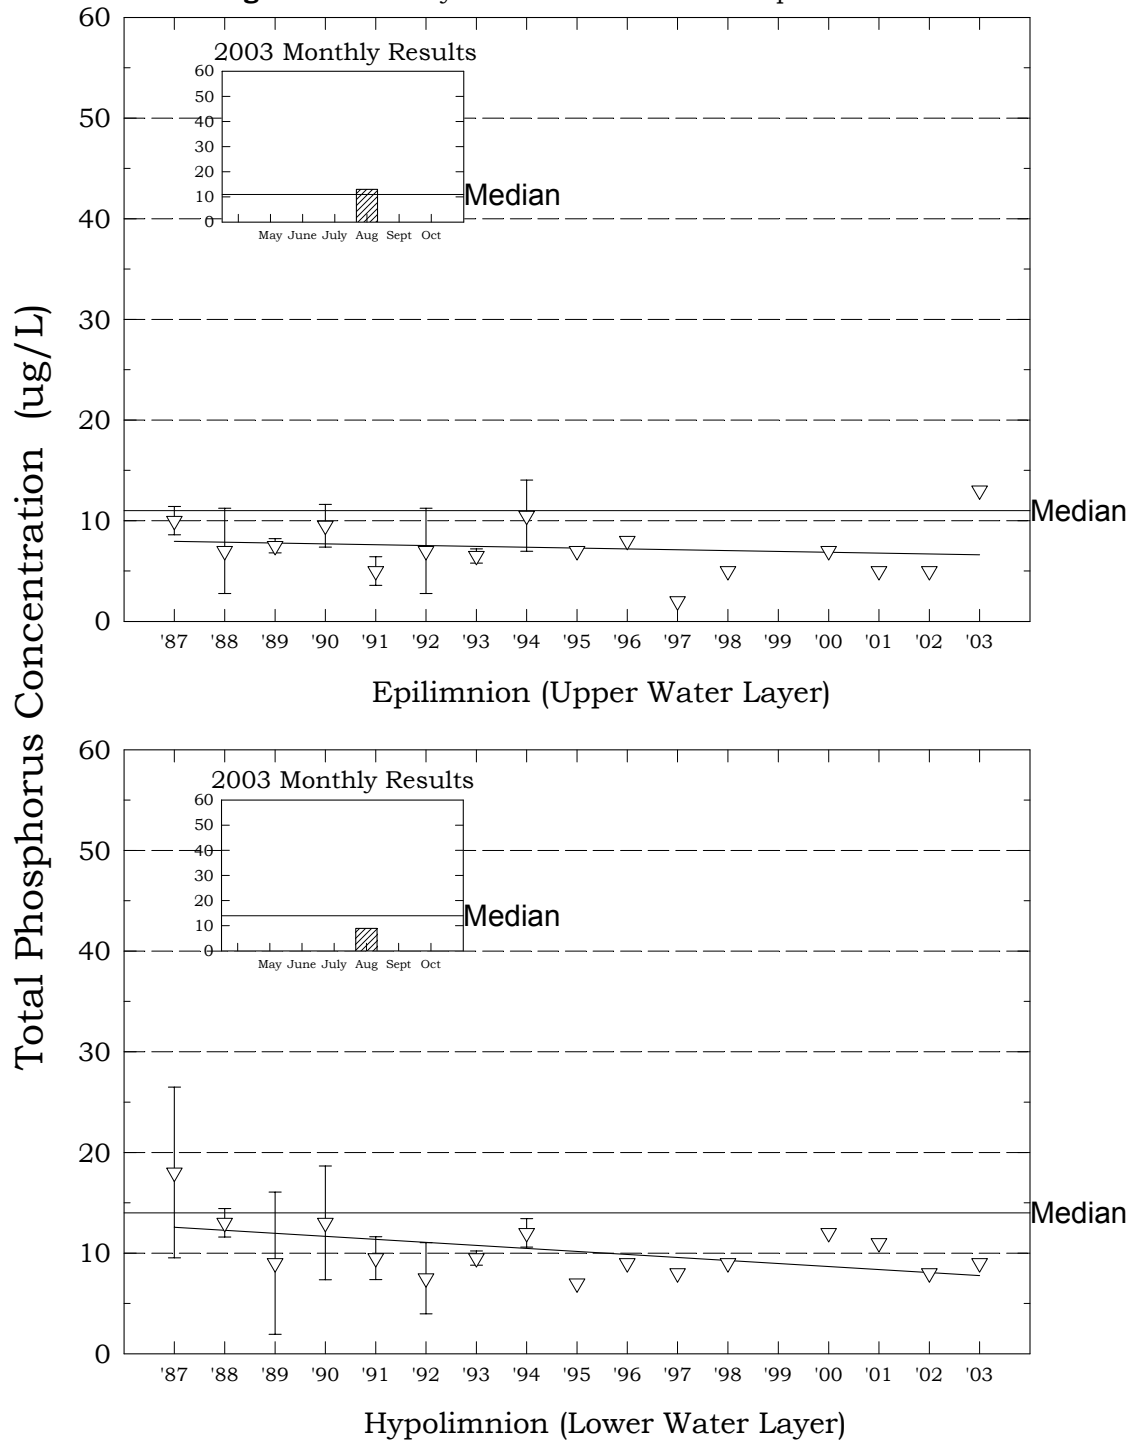 2003 Monthly Results
60
50
40
30
20
10
0
Median
May June July Aug Sept Oct
60
50
40
30
20
10
0
Median
'87 '88 '89 '90 '91 '92 '93 '94 '95 '96 '97 '98 '99 '00 '01 '02 '03
Epilimnion (Upper Water Layer)
Total Phosphorus Concentration (ug/L)
2003 Monthly Results
60
50
40
30
20
10
0
Median
May June July Aug Sept Oct
60
50
40
30
20
10
0
Median
'87 '88 '89 '90 '91 '92 '93 '94 '95 '96 '97 '98 '99 '00 '01 '02 '03
Hypolimnion (Lower Water Layer)